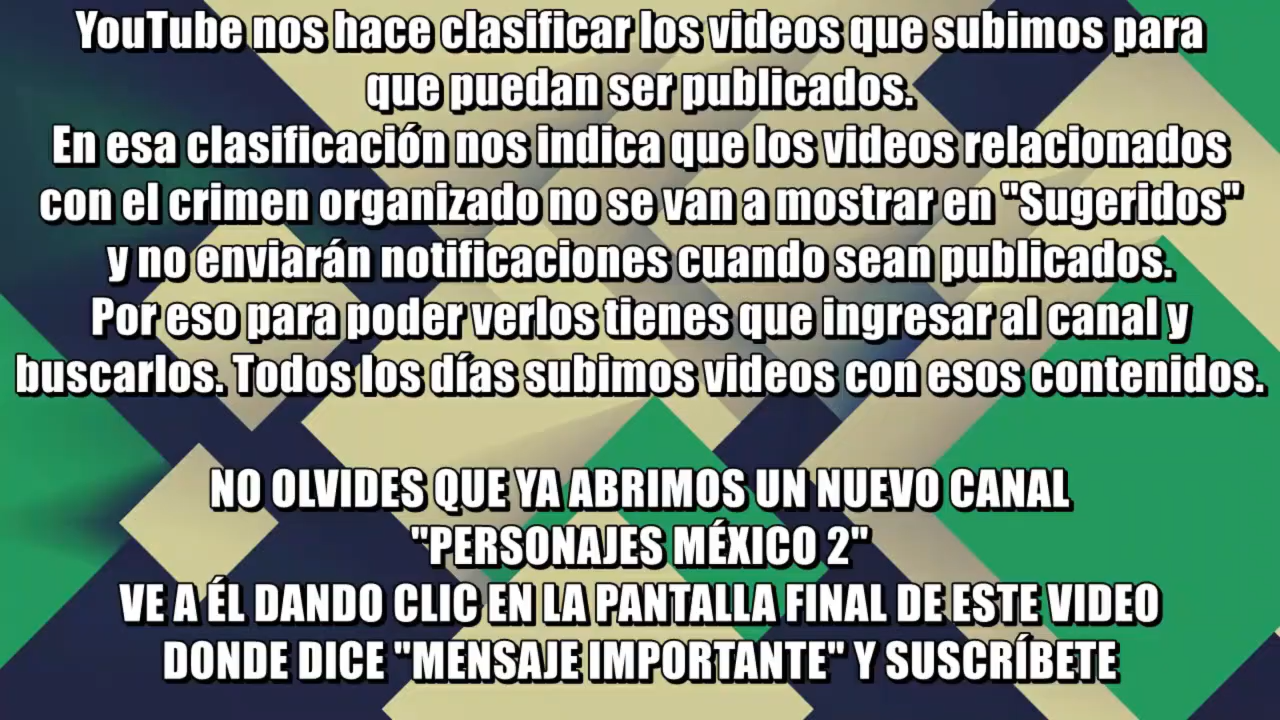 YouTube nos hace clasificar los videos que subimos para
que puedan ser publicados.
En esa clasificación nos indica que los videos relacionados
con el crimen organizado no se van a mostrar en "Sugeridos"
y no enviarán notificaciones cuando sean publicados.
Por eso para poder verlos tienes que ingresar al canal y
buscarlos. Todos los días subimos videos con esos contenidos.
NO OLVIDES QUE YA ABRIMOS UN NUEVO CANAL
"PERSONAJES MÉXICO 2"
VE A ÉL DANDO CLIC EN LA PANTALLA FINAL DE ESTE VIDEO
DONDE DICE "MENSAJE IMPORTANTE" Y SUSCRÍBETE